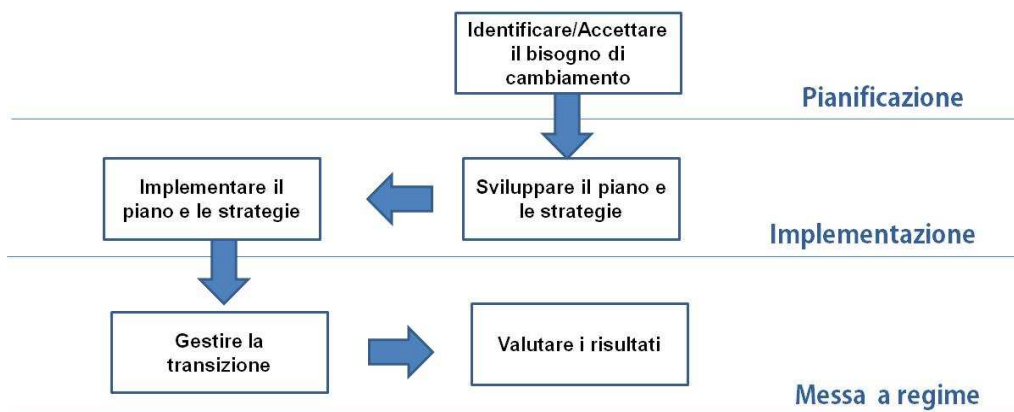 Identificare/Accettare
il bisogno di
cambiamento
Pianificazione
Sviluppare il piano e
le strategie
Implementare il
piano e le strategie
Implementazione
Gestire la
transizione
Valutare i risultati
Messa a regime